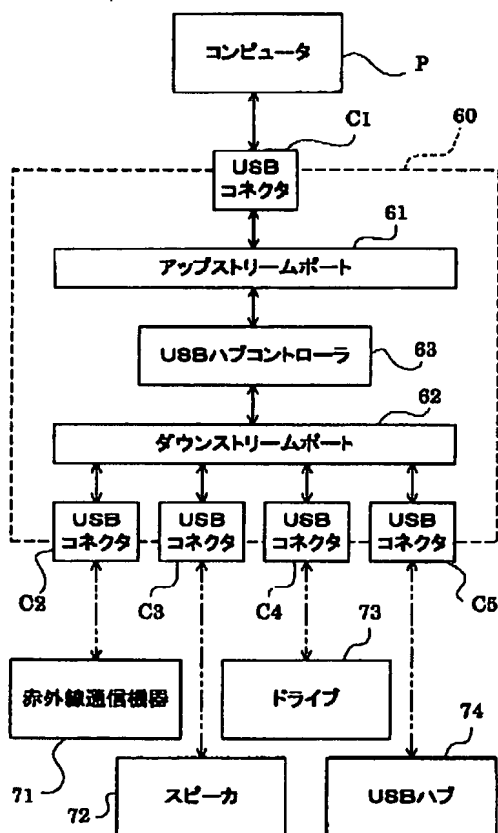 コンピュータ
P
C1
60
USB
コネクタ
61
アップストリームポート
USBハブコントローラ
63
62
ダウンストリームポート
USB
コネクタ
USB
コネクタ
USB
コネクタ
USB
コネクタ
C2
C3
C4
C5
73
赤外線通信機器
ドライブ
74
71
72
スピーカ
USBハブ